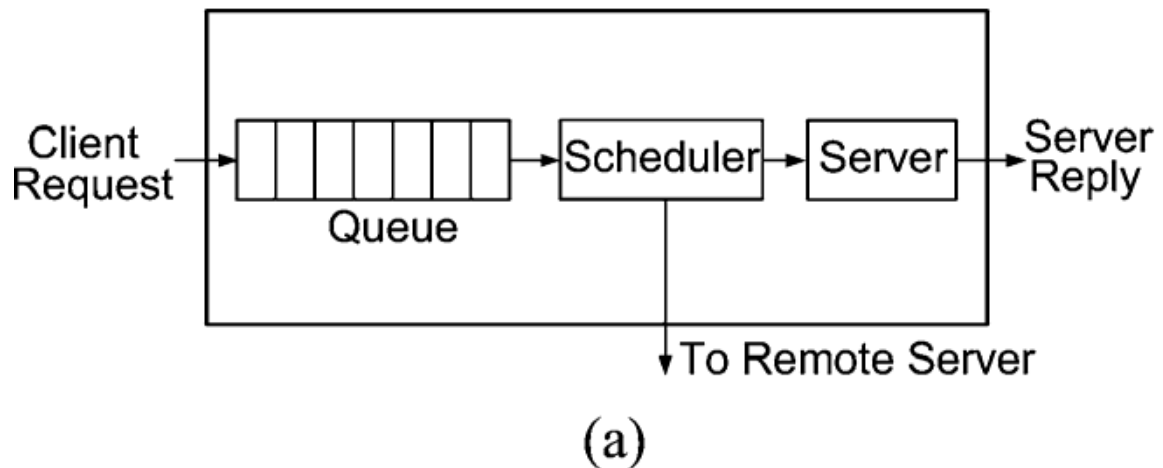 Client
Request
Queue
Scheduler
Server
Server
Reply
To Remote Server
(a)